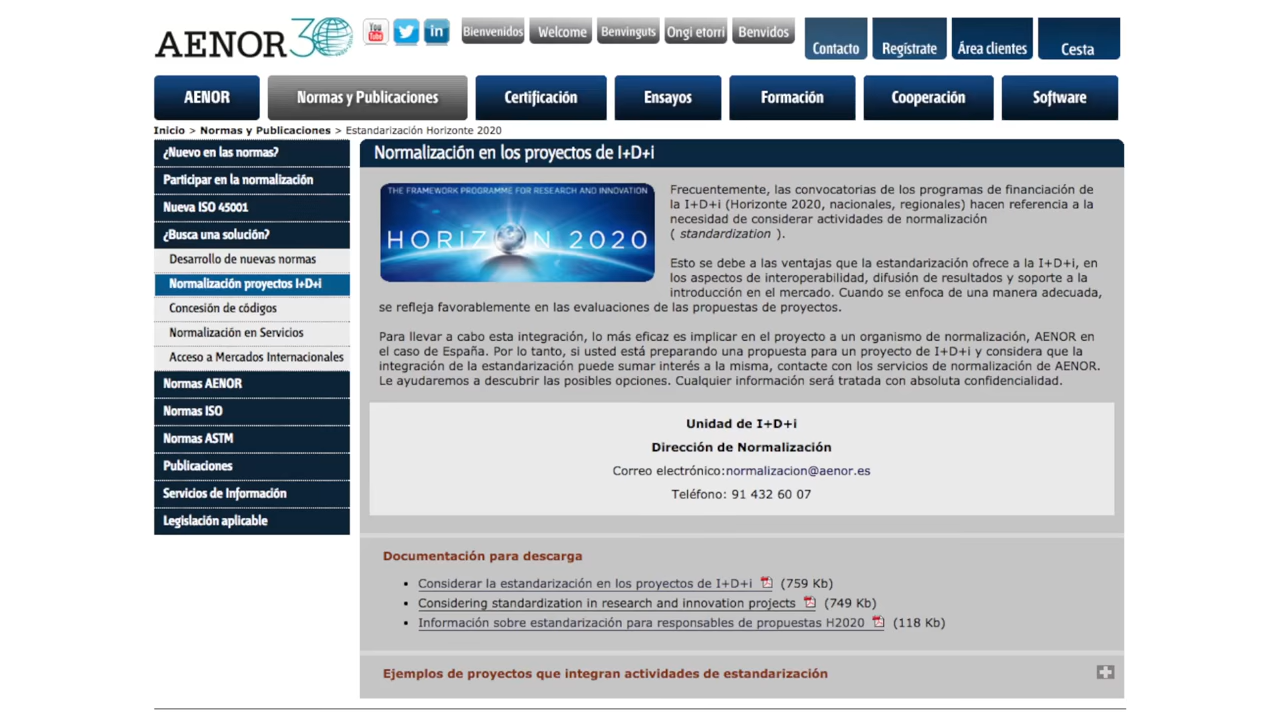 AENOR 30
You Tube
in
Bienvenidos
Welcome
Benvinguts
Ongi etorri
Benvidos
Contacto
Regístrate
Área clientes
Cesta
AENOR
Normas y Publicaciones
Certificación
Ensayos
Formación
Cooperación
Software
Inicio > Normas y Publicaciones > Estandarización Horizonte 2020
¿Nuevo en las normas?
Participar en la normalización
Nueva ISO 45001
¿Busca una solución?
Desarrollo de nuevas normas
Normalización proyectos I+D+i
Concesión de códigos
Normalización en Servicios
Acceso a Mercados Internacionales
Normas AENOR
Normas ISO
Normas ASTM
Publicaciones
Servicios de Información
Legislación aplicable
Normalización en los proyectos de I+D+i
THE FRAMEWORK PROGRAMME FOR RESEARCH AND INNOVATION
HORIZON 2020
Frecuentemente, las convocatorias de los programas de financiación de
la I+D+i (Horizonte 2020, nacionales, regionales) hacen referencia a la
necesidad de considerar actividades de normalización
( standardization ).
Esto se debe a las ventajas que la estandarización ofrece a la I+D+i, en
los aspectos de interoperabilidad, difusión de resultados y soporte a la
introducción en el mercado. Cuando se enfoca de una manera adecuada,
se refleja favorablemente en las evaluaciones de las propuestas de proyectos.
Para llevar a cabo esta integración, lo más eficaz es implicar en el proyecto a un organismo de normalización, AENOR en
el caso de España. Por lo tanto, si usted está preparando una propuesta para un proyecto de I+D+i y considera que la
integración de la estandarización puede sumar interés a la misma, contacte con los servicios de normalización de AENOR.
Le ayudaremos a descubrir las posibles opciones. Cualquier información será tratada con absoluta confidencialidad.
Unidad de I+D+i
Dirección de Normalización
Correo electrónico:normalizacion@aenor.es
Teléfono: 91 432 60 07
Documentación para descarga
• Considerar la estandarización en los proyectos de I+D+i (759 Kb)
• Considering standardization in research and innovation projects (749 Kb)
• Información sobre estandarización para responsables de propuestas H2020 (118 Kb)
Ejemplos de proyectos que integran actividades de estandarización